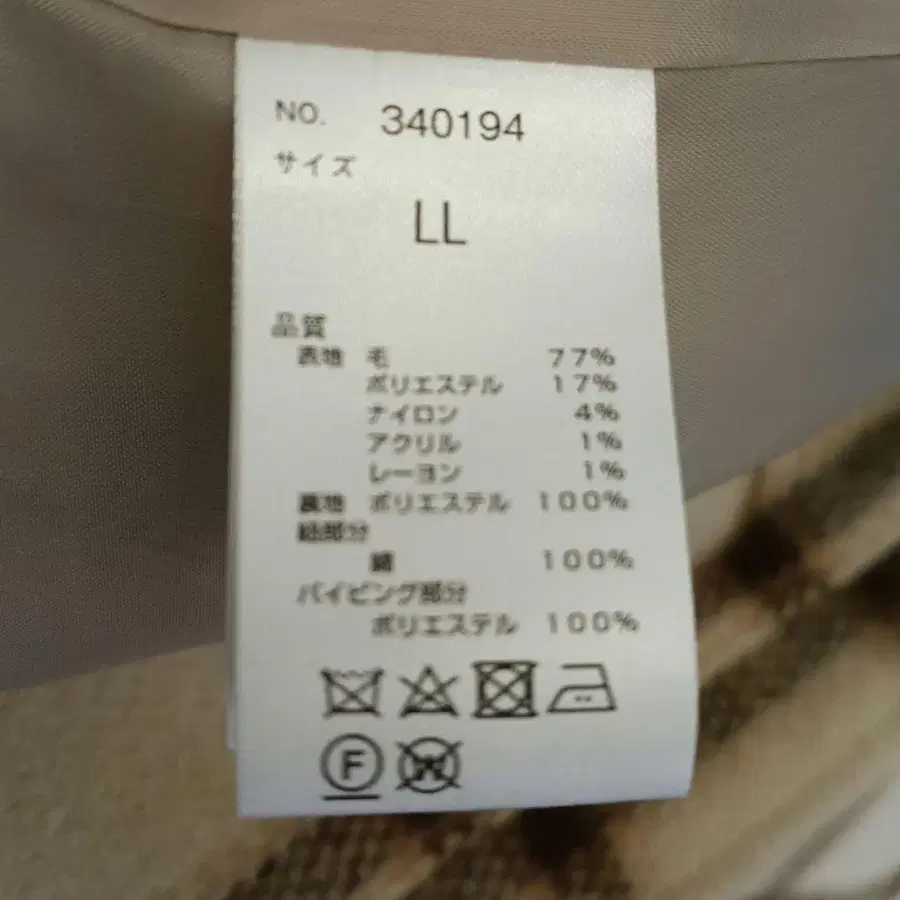 NO. 340194
サイズ
LL
品質
表地 毛 77%
ポリエステル 17%
ナイロン 4%
アクリル 1%
レーヨン 1%
裏地 ポリエステル 100%
紐部分
綿 100%
パイピング部分
ポリエステル 100%
F W